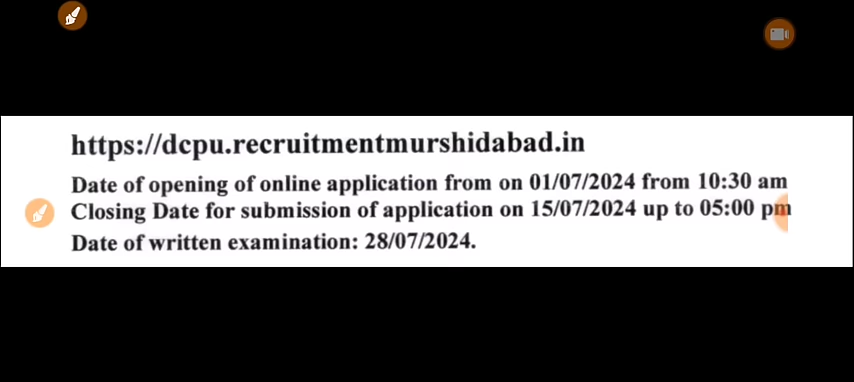 https://dcpu.recruitmentmurshidabad.in
Date of opening of online application from on 01/07/2024 from 10:30 am
Closing Date for submission of application on 15/07/2024 up to 05:00 pm
Date of written examination: 28/07/2024.